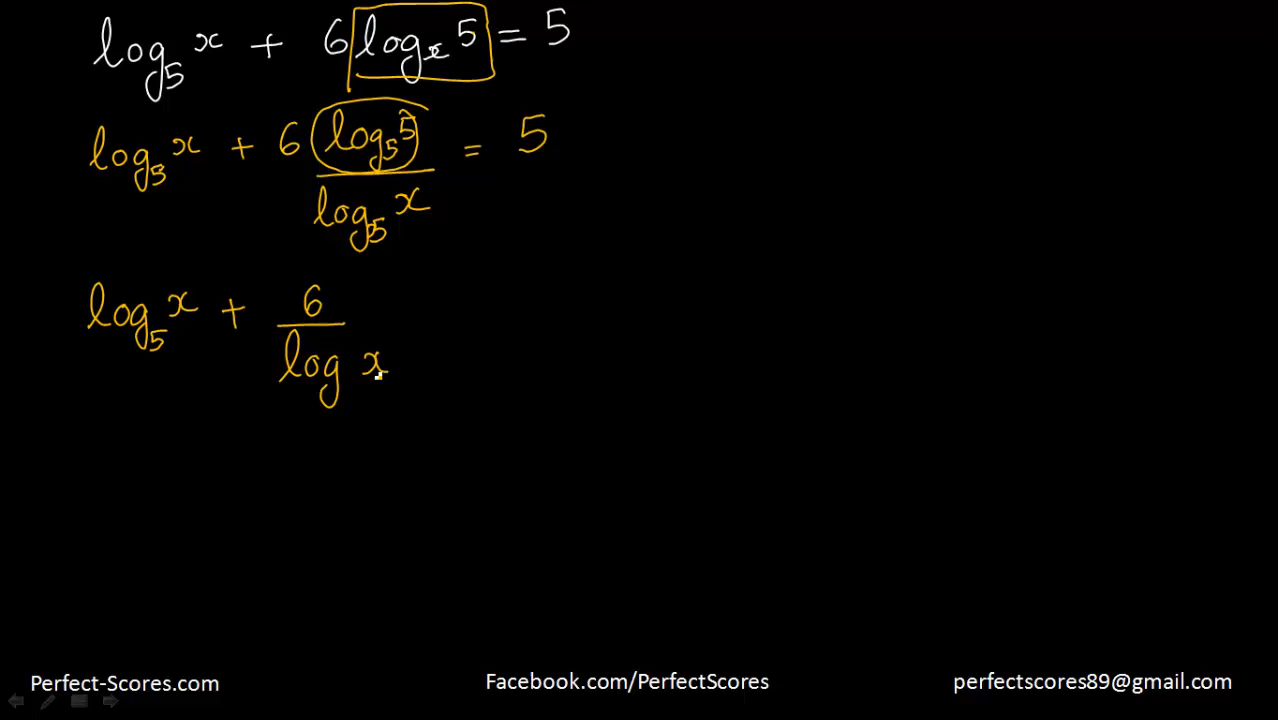 log₅ x + 6 logₓ 5 = 5
log₅ x + 6 log₅ 5 / log₅ x = 5
log₅ x + 6 / log x
Perfect-Scores.com
Facebook.com/PerfectScores
perfectscores89@gmail.com